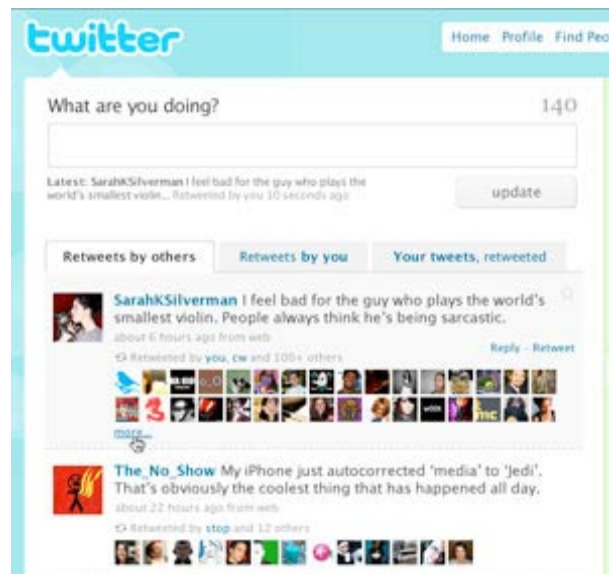 twitter
Home Profile Find Peo
What are you doing?
140
Latest: SarahKSilverman I feel bad for the guy who plays the
world's smallest violin... Retweeted by you 10 seconds ago
update
Retweets by others
Retweets by you
Your tweets, retweeted
SarahKSilverman I feel bad for the guy who plays the world's
smallest violin. People always think he's being sarcastic.
about 6 hours ago from web
Reply - Retweet
Retweeted by you, cw and 100+ others
more...
The_No_Show My iPhone just autocorrected 'media' to 'Jedi'.
That's obviously the coolest thing that has happened all day.
about 22 hours ago from web
Retweeted by stop and 12 others